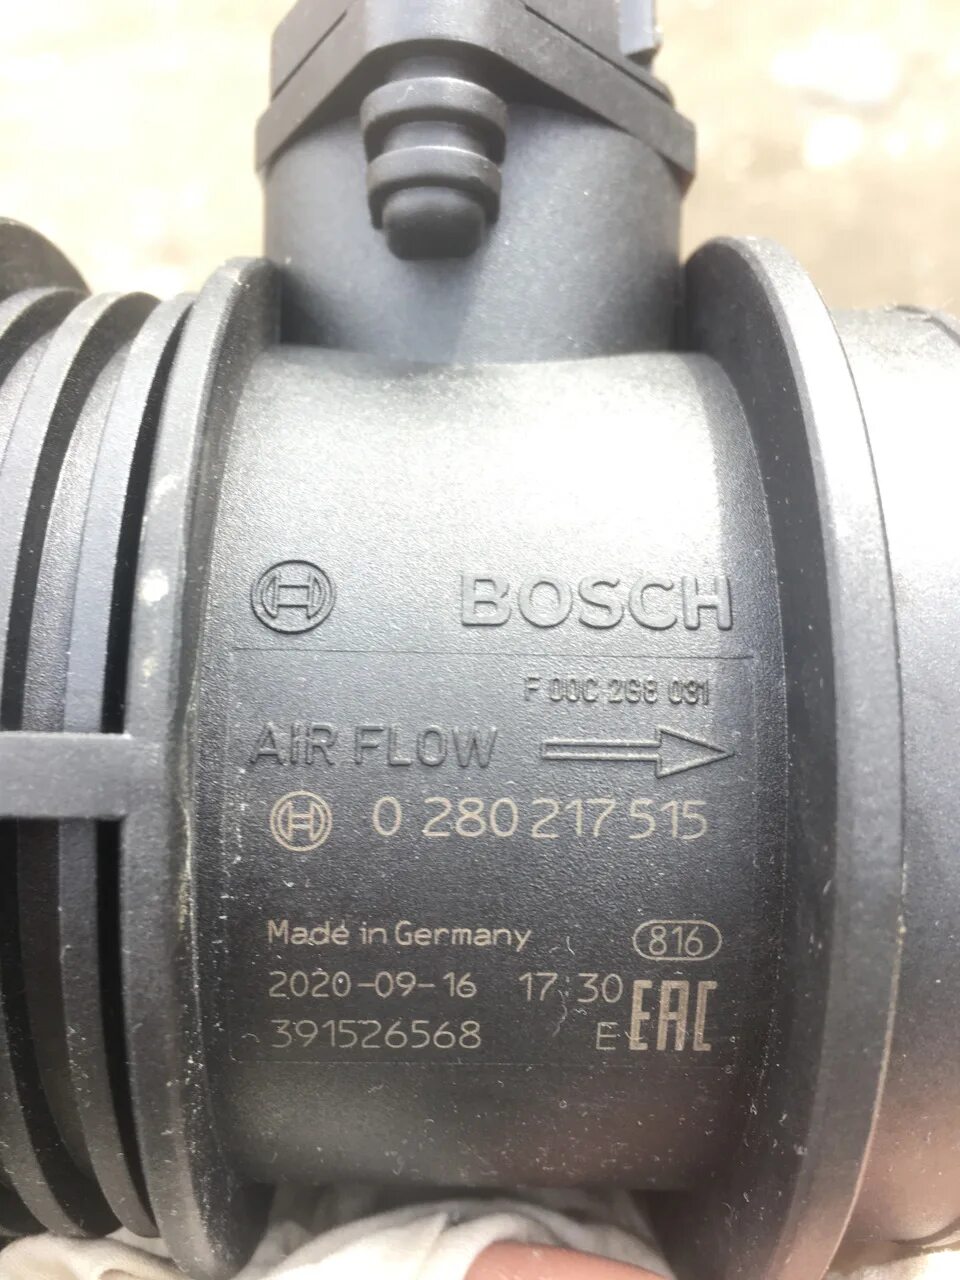 BOSCH
F 00C 2G8 031
AIR FLOW
0 280 217 515
Made in Germany 816
2020-09-16 17:30
391526568 E EAC